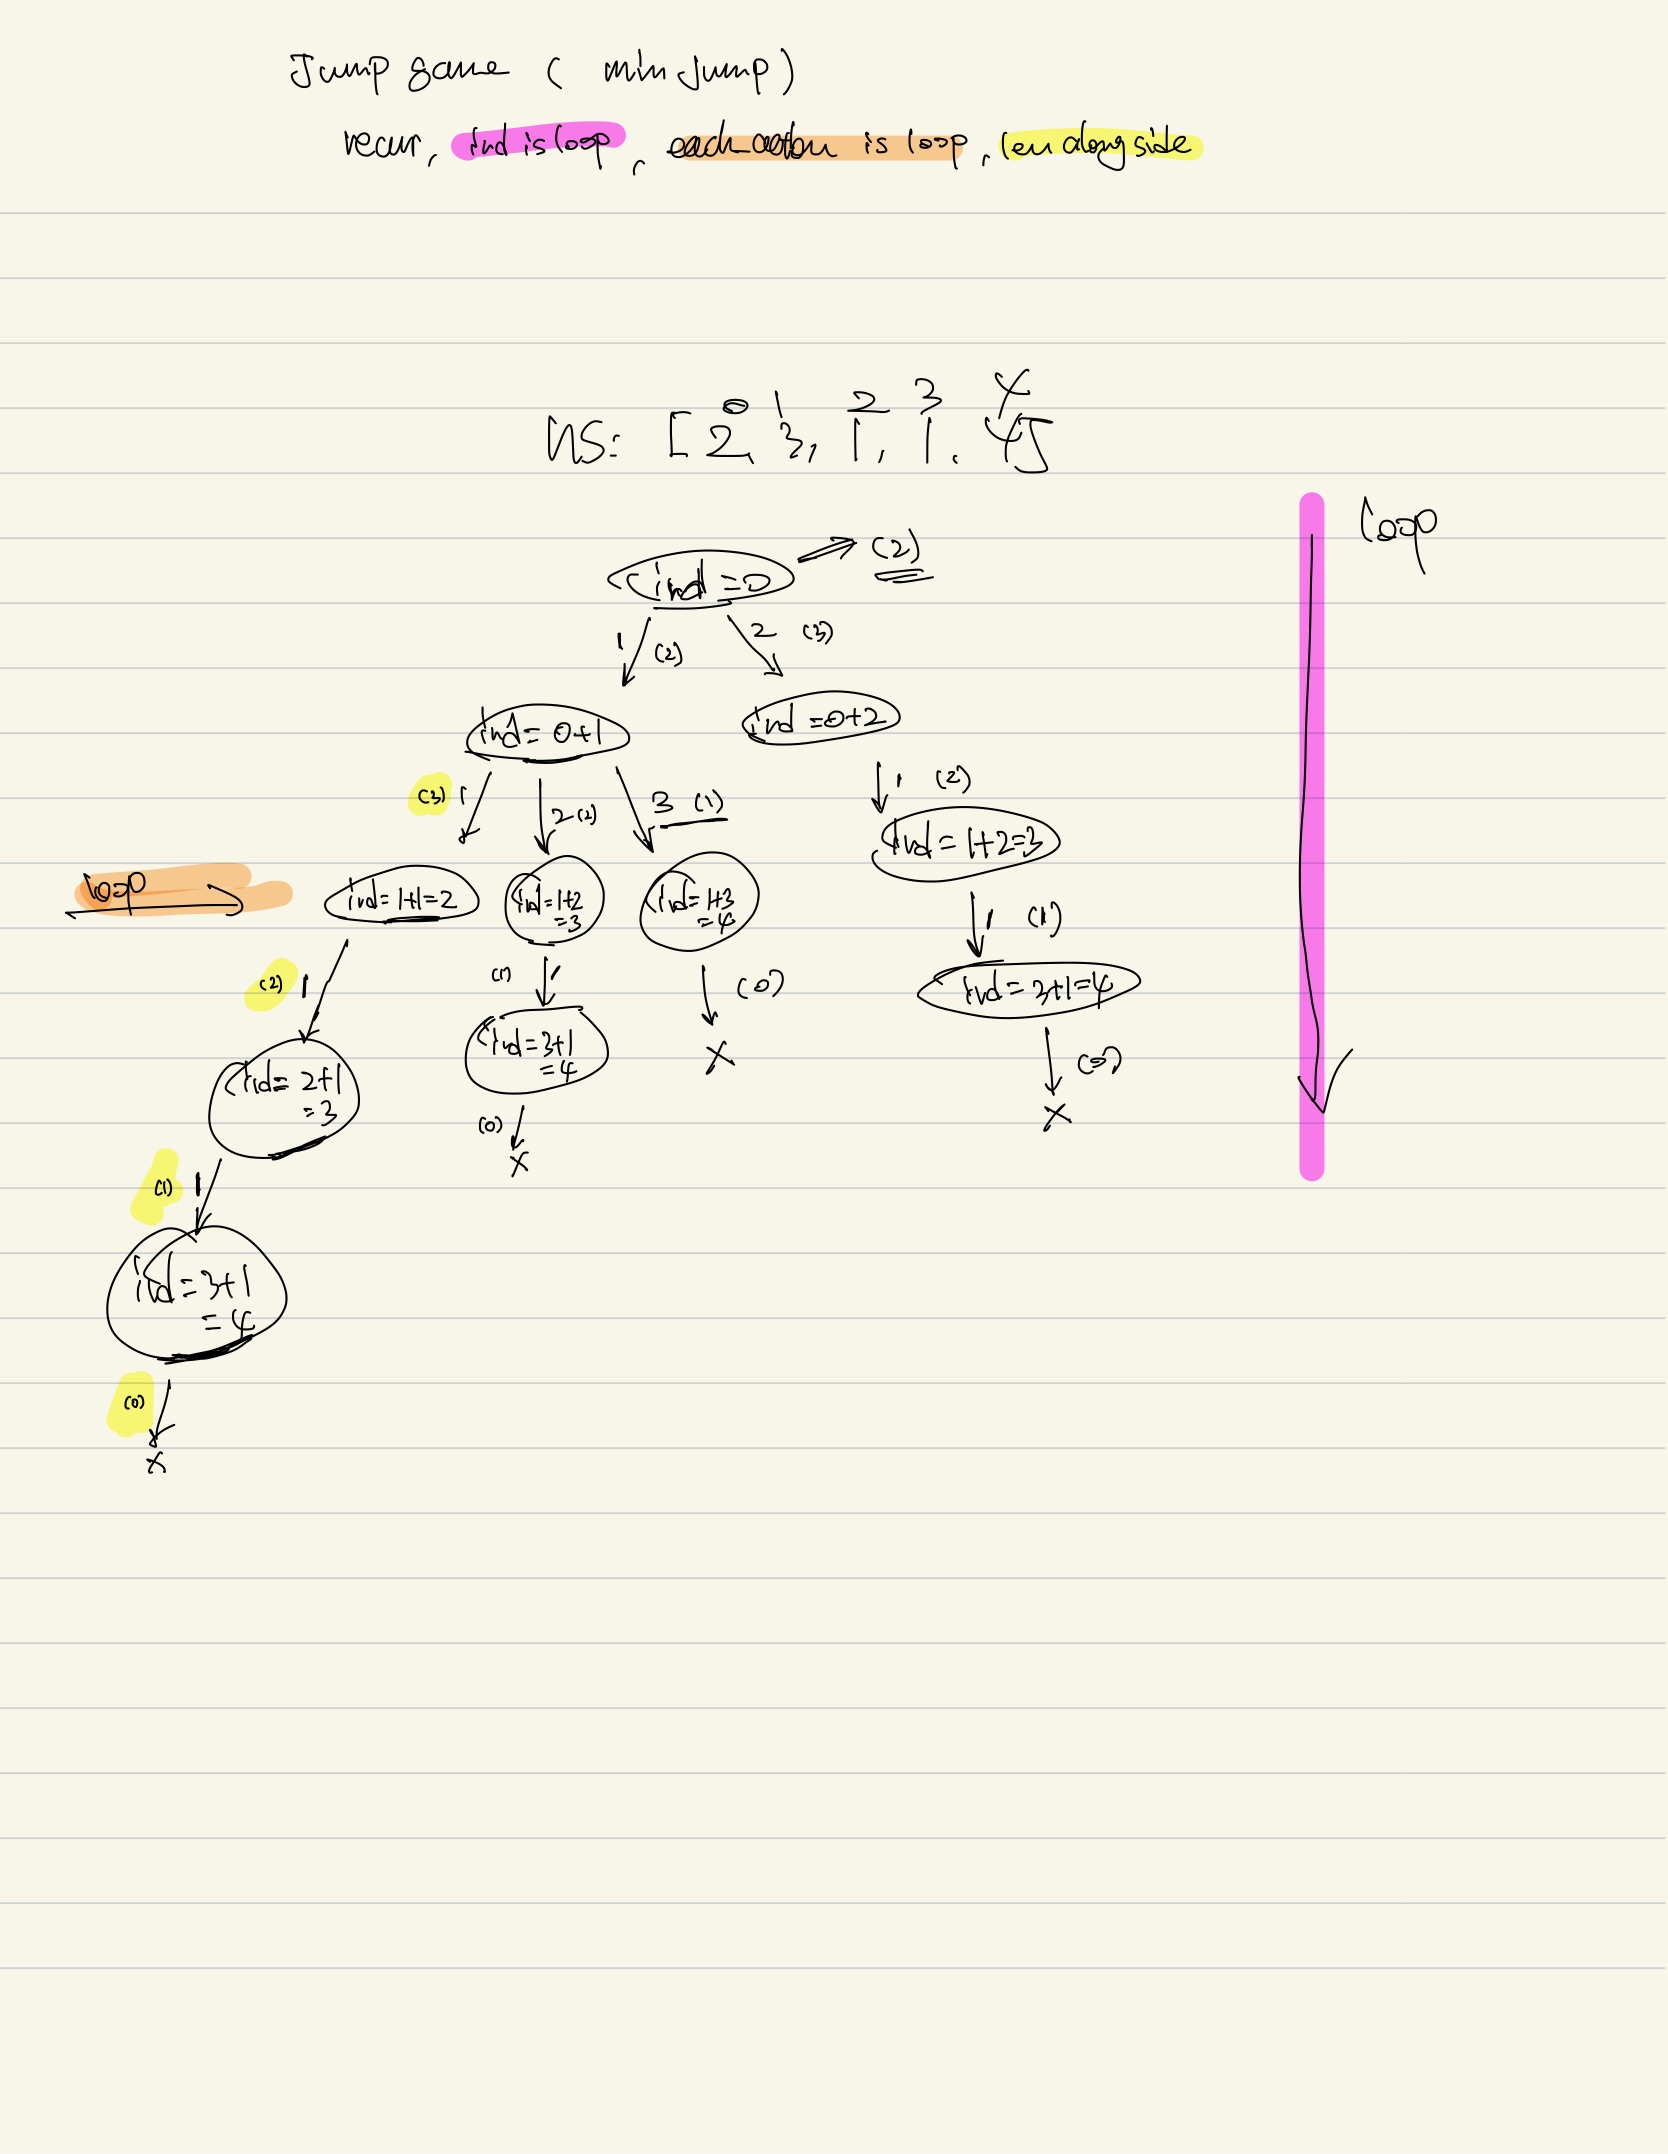 Jump game ( min jump)
recur, ind is loop, each action is loop, len along side
0 1 2 3 4
ns: [2, 3, 1, 1. 4]
loop
ind = 0 (2)
1 (2) 2 (3)
ind = 0+1 ind = 0+2
(3) 1 2 (2) 3 (1) 1 (2)
ind = 1+2=3
loop ind = 1+1=2 ind=1+2 ind=1+3
=3 =4
1 (1)
(2) 1 (1) 1 (0) ind = 3+1=4
ind=3+1 x
=4
ind= 2+1 (0)
=3
(0) x
x
(1) 1
ind=3+1
=4
(0)
x